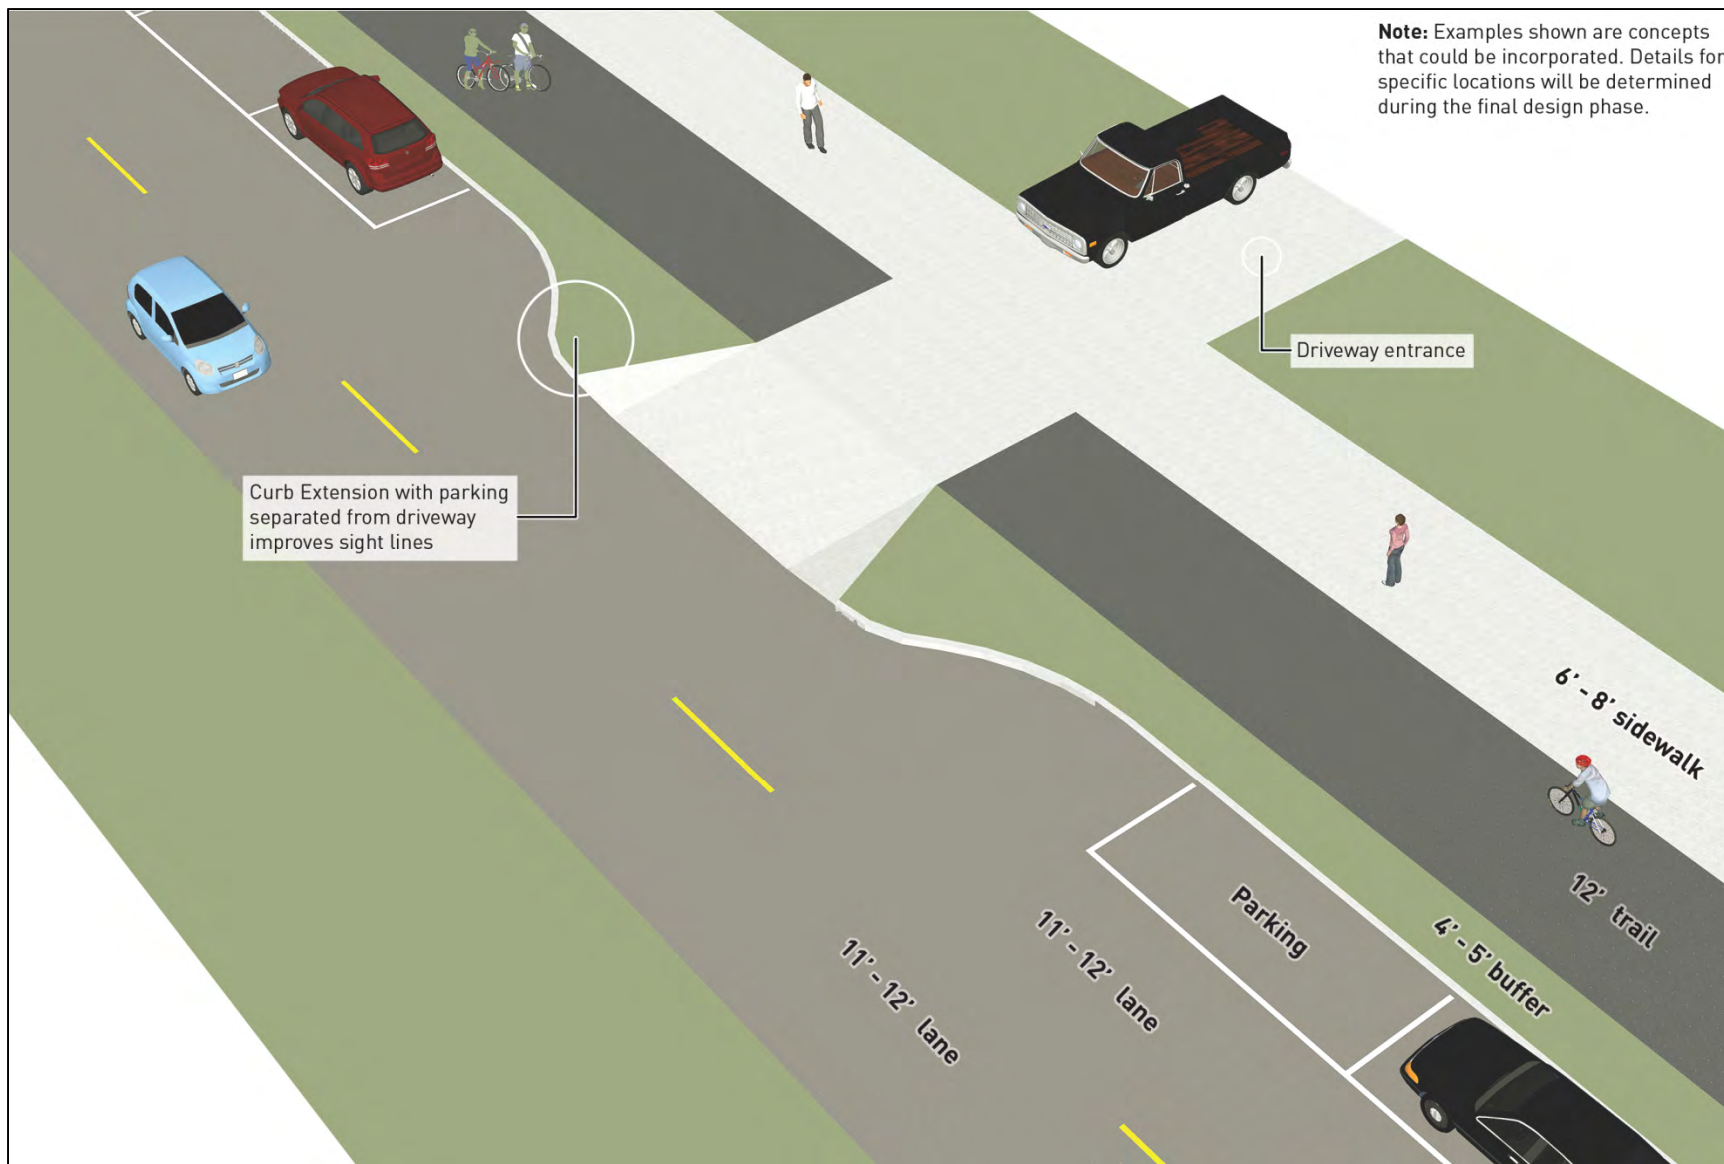 Note: Examples shown are concepts
that could be incorporated. Details for
specific locations will be determined
during the final design phase.
Driveway entrance
Curb Extension with parking
separated from driveway
improves sight lines
6' - 8' sidewalk
12' trail
4' - 5' buffer
Parking
11' - 12' lane
11' - 12' lane